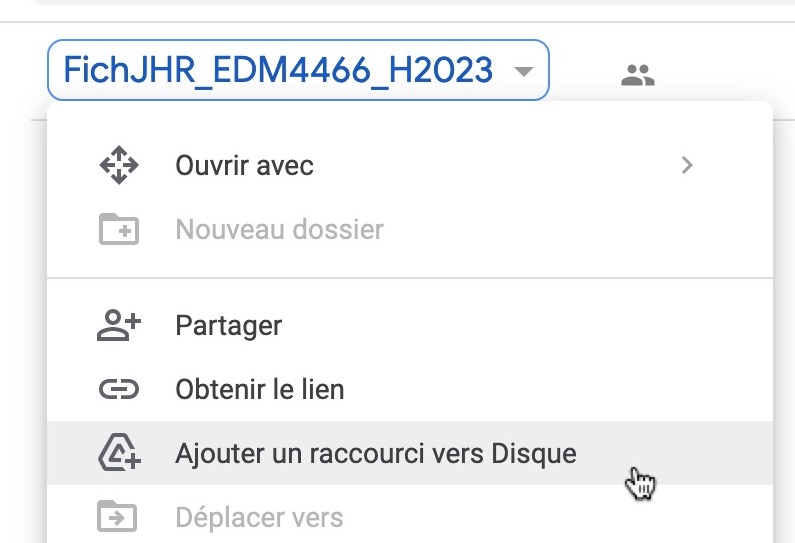 FichJHR_EDM4466_H2023
Ouvrir avec
Nouveau dossier
Partager
Obtenir le lien
Ajouter un raccourci vers Disque
Déplacer vers